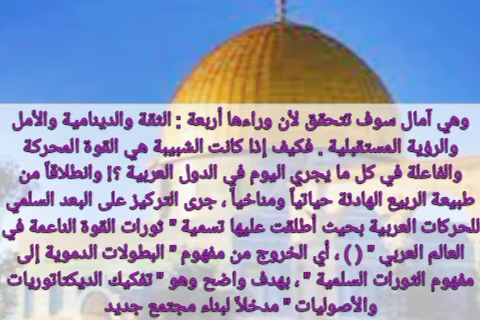 وهي آمال سوف تتحقق لأن وراءها أربعة : الثقة والدينامية والأمل
والرؤية المستقبلية . فكيف إذا كانت الشبيبة هي القوة المحركة
والفاعلة في كل ما يجري اليوم في الدول العربية ؟! وانطلاقاً من
طبيعة الربيع الهادئة حياتياً ومناخياً ، جرى التركيز على البعد السلمي
للحركات العربية بحيث أطلقت عليها تسمية " ثورات القوة الناعمة في
العالم العربي " ( ) ، أي الخروج من مفهوم " البطولات الدموية إلى
مفهوم الثورات السلمية " ، بهدف واضح وهو " تفكيك الديكتاتوريات
والأصوليات " مدخلاً لبناء مجتمع جديد